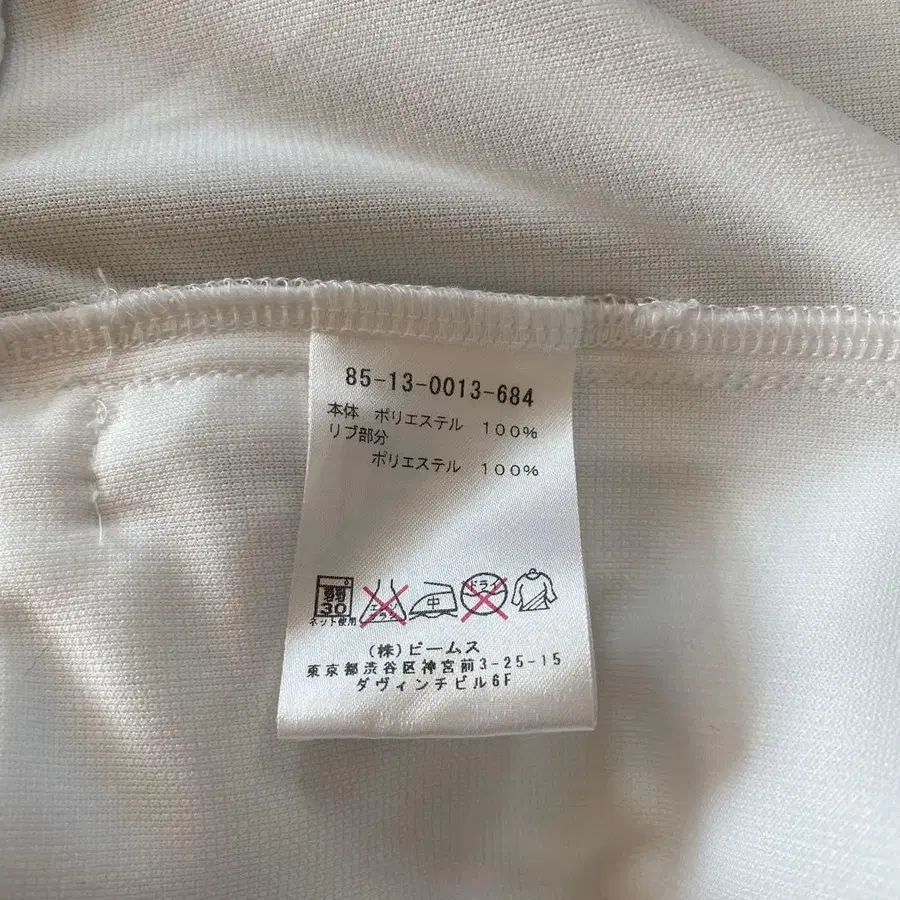 85-13-0013-684
本体 ポリエステル 100%
リブ部分
ポリエステル 100%
30
ネット使用
中
ドライ
(株)ビームス
東京都渋谷区神宮前3-25-15
ダヴィンチビル6F